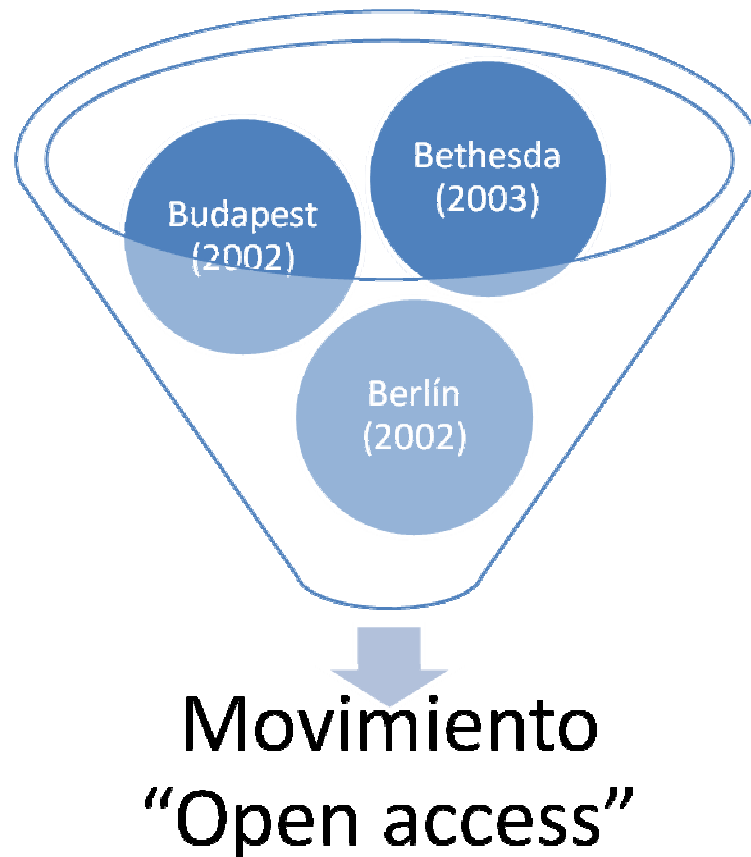 Bethesda
(2003)
Budapest
(2002)
Berlín
(2002)
Movimiento
“Open access”